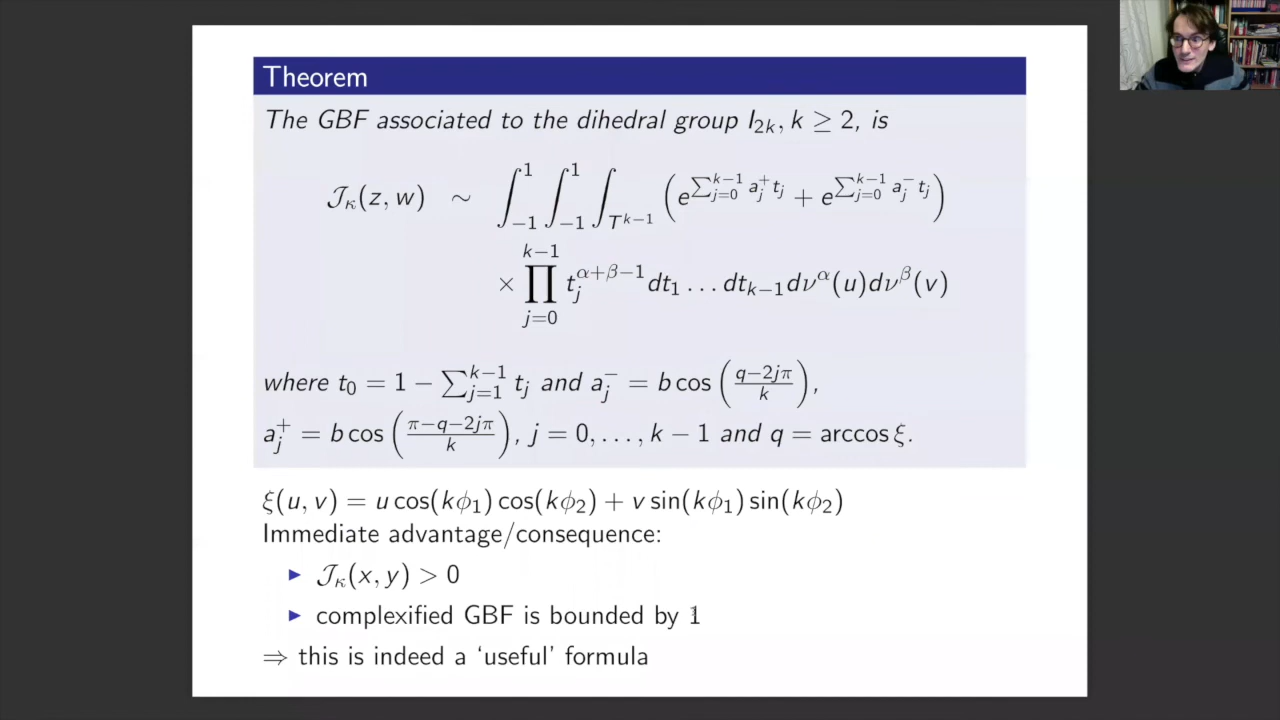 Theorem
The GBF associated to the dihedral group I_{2k}, k ≥ 2, is
𝒥_κ(z, w) ∼ ∫_{−1}^{1} ∫_{−1}^{1} ∫_{T^{k−1}} ( e^{∑_{j=0}^{k−1} a_j^+ t_j} + e^{∑_{j=0}^{k−1} a_j^− t_j} )
× ∏_{j=0}^{k−1} t_j^{α+β−1} dt_1 … dt_{k−1} dν^α(u) dν^β(v)
where t_0 = 1 − ∑_{j=1}^{k−1} t_j and a_j^− = b cos ( (q−2jπ)/k ),
a_j^+ = b cos ( (π−q−2jπ)/k ), j = 0, …, k − 1 and q = arccos ξ.
ξ(u, v) = u cos(kϕ_1) cos(kϕ_2) + v sin(kϕ_1) sin(kϕ_2)
Immediate advantage/consequence:
▶ 𝒥_κ(x, y) > 0
▶ complexified GBF is bounded by 1
⇒ this is indeed a ‘useful’ formula